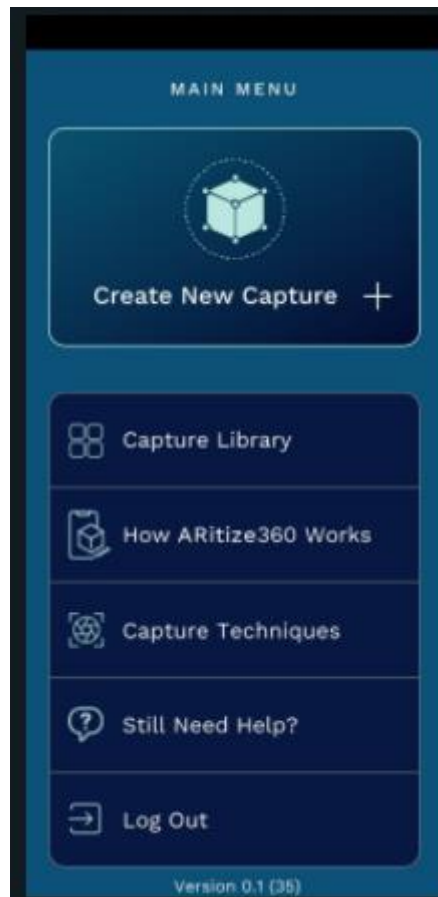 MAIN MENU
Create New Capture +
Capture Library
How ARitize360 Works
Capture Techniques
Still Need Help?
Log Out
Version 0.1 (35)